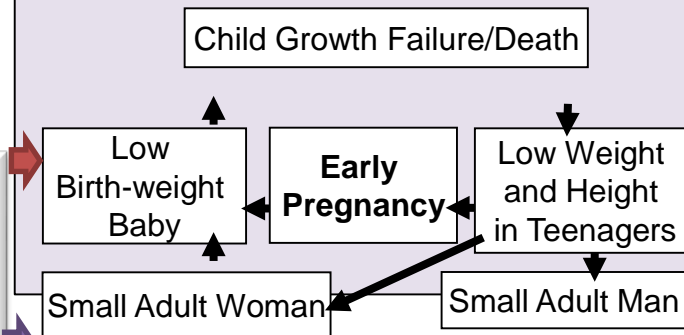 Child Growth Failure/Death
Low
Birth-weight
Baby
Early
Pregnancy
Low Weight
and Height
in Teenagers
Small Adult Woman
Small Adult Man